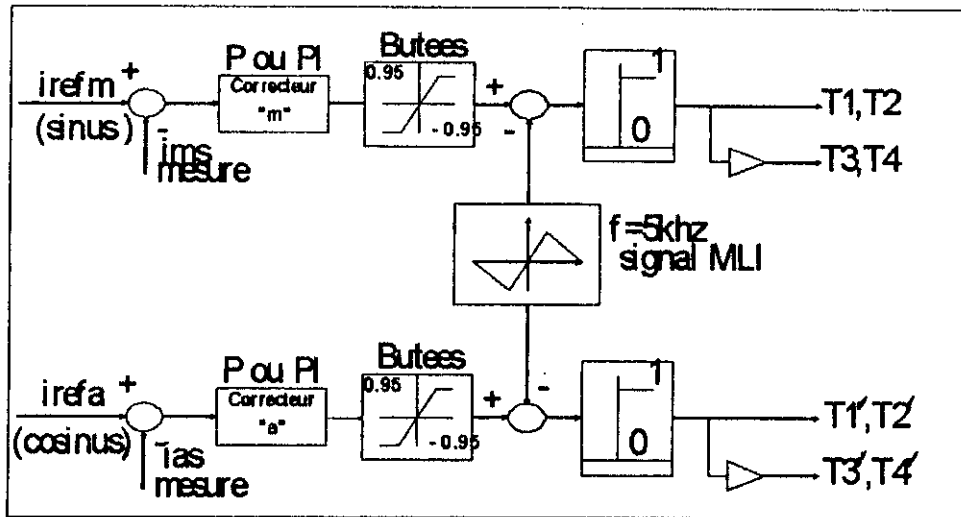 P ou PI
Butees
irefm
+
Correcteur
"m"
0.95
- 0.95
+
-
1
0
T1,T2
(sinus)
-
ims
mesure
T3,T4
f=5khz
signal MLI
P ou PI
Butees
irefa
+
Correcteur
"a"
0.95
- 0.95
+
-
1
0
T1',T2'
(cosinus)
-
ias
mesure
T3',T4'